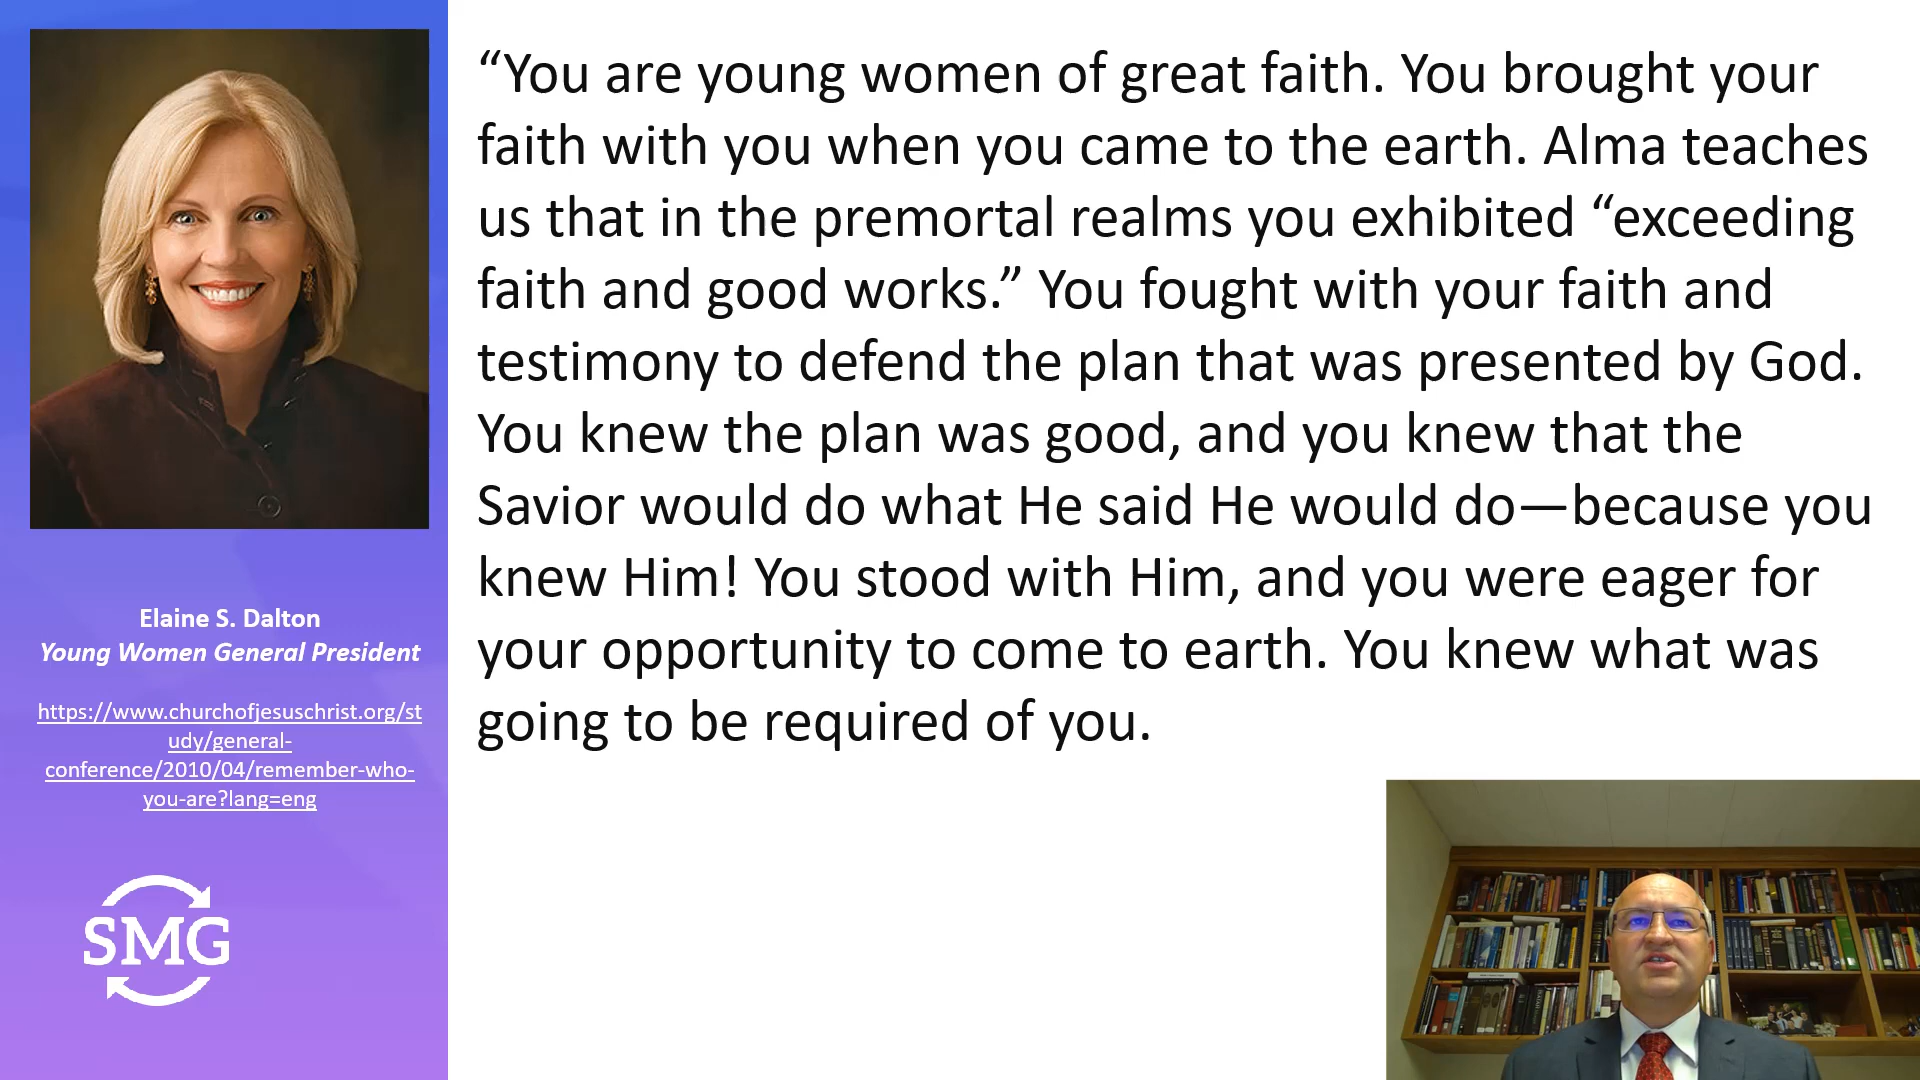 “You are young women of great faith. You brought your
faith with you when you came to the earth. Alma teaches
us that in the premortal realms you exhibited “exceeding
faith and good works.” You fought with your faith and
testimony to defend the plan that was presented by God.
You knew the plan was good, and you knew that the
Savior would do what He said He would do—because you
knew Him! You stood with Him, and you were eager for
your opportunity to come to earth. You knew what was
going to be required of you.
Elaine S. Dalton
Young Women General President
https://www.churchofjesuschrist.org/st
udy/general-
conference/2010/04/remember-who-
you-are?lang=eng
SMG